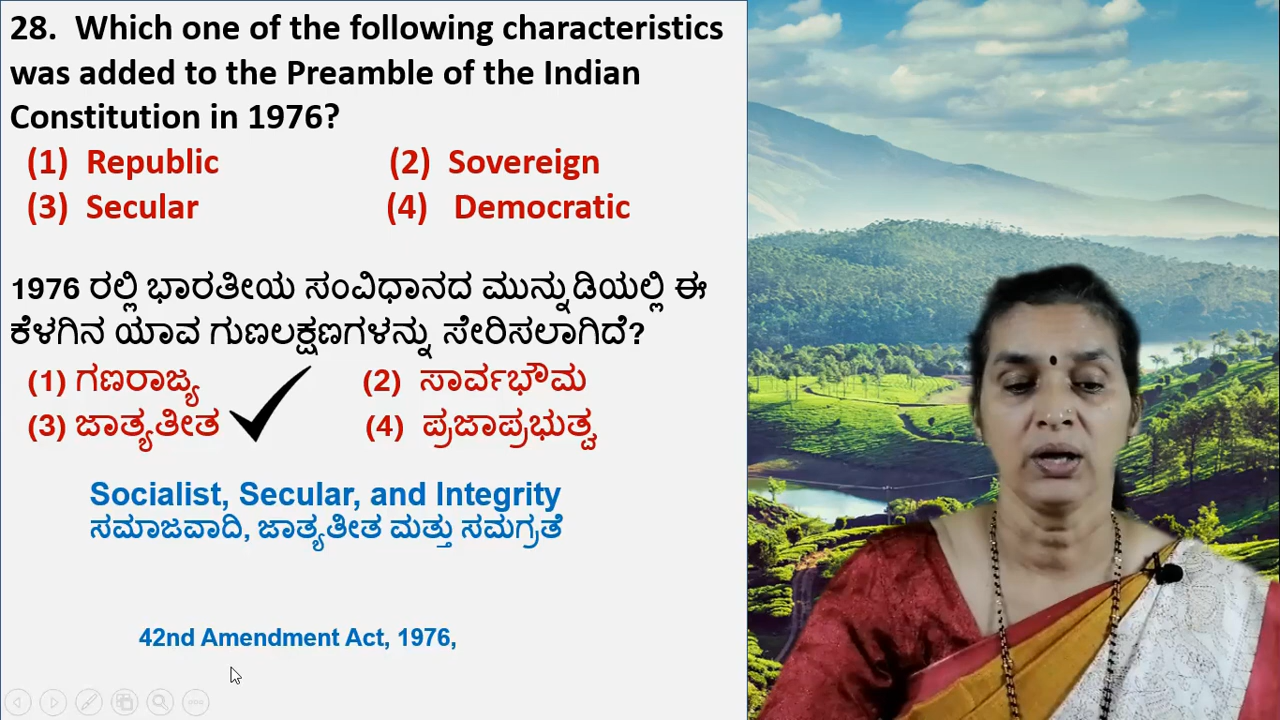 28. Which one of the following characteristics
was added to the Preamble of the Indian
Constitution in 1976?
(1) Republic (2) Sovereign
(3) Secular (4) Democratic
1976 ರಲ್ಲಿ ಭಾರತೀಯ ಸಂವಿಧಾನದ ಮುನ್ನುಡಿಯಲ್ಲಿ ಈ
ಕೆಳಗಿನ ಯಾವ ಗುಣಲಕ್ಷಣಗಳನ್ನು ಸೇರಿಸಲಾಗಿದೆ?
(1) ಗಣರಾಜ್ಯ (2) ಸಾರ್ವಭೌಮ
(3) ಜಾತ್ಯತೀತ (4) ಪ್ರಜಾಪ್ರಭುತ್ವ
Socialist, Secular, and Integrity
ಸಮಾಜವಾದಿ, ಜಾತ್ಯತೀತ ಮತ್ತು ಸಮಗ್ರತೆ
42nd Amendment Act, 1976,